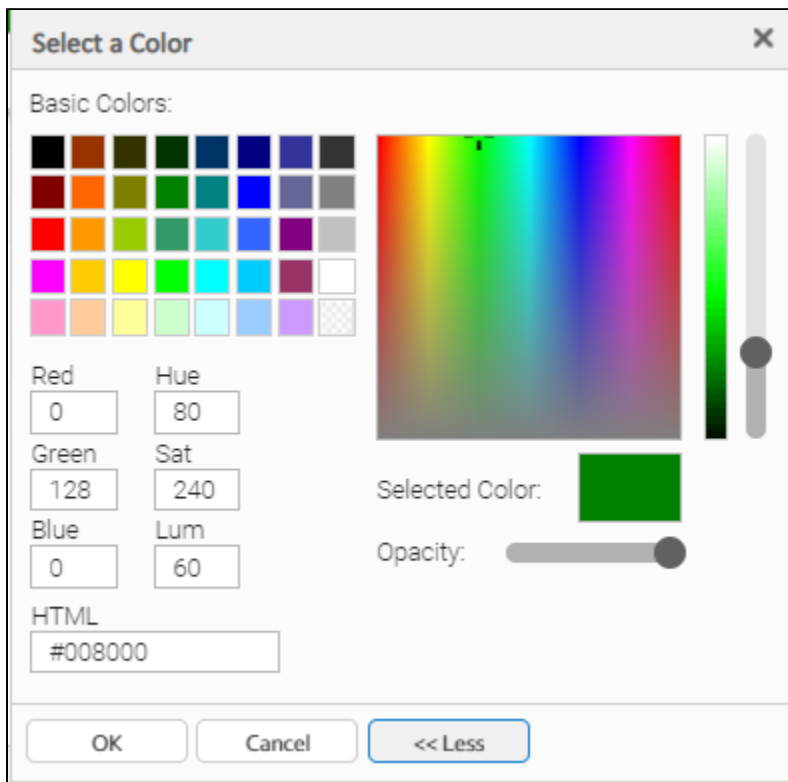 Select a Color
Basic Colors:
Red Hue
0 80
Green Sat
128 240
Blue Lum
0 60
HTML
#008000
Selected Color:
Opacity:
OK Cancel << Less